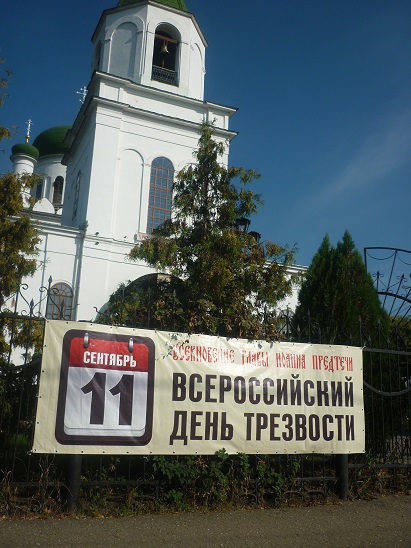 СЕНТЯБРЬ
11
УСЕКНОВЕНИЕ ГЛАВЫ ИОАННА ПРЕДТЕЧИ
ВСЕРОССИЙСКИЙ
ДЕНЬ ТРЕЗВОСТИ